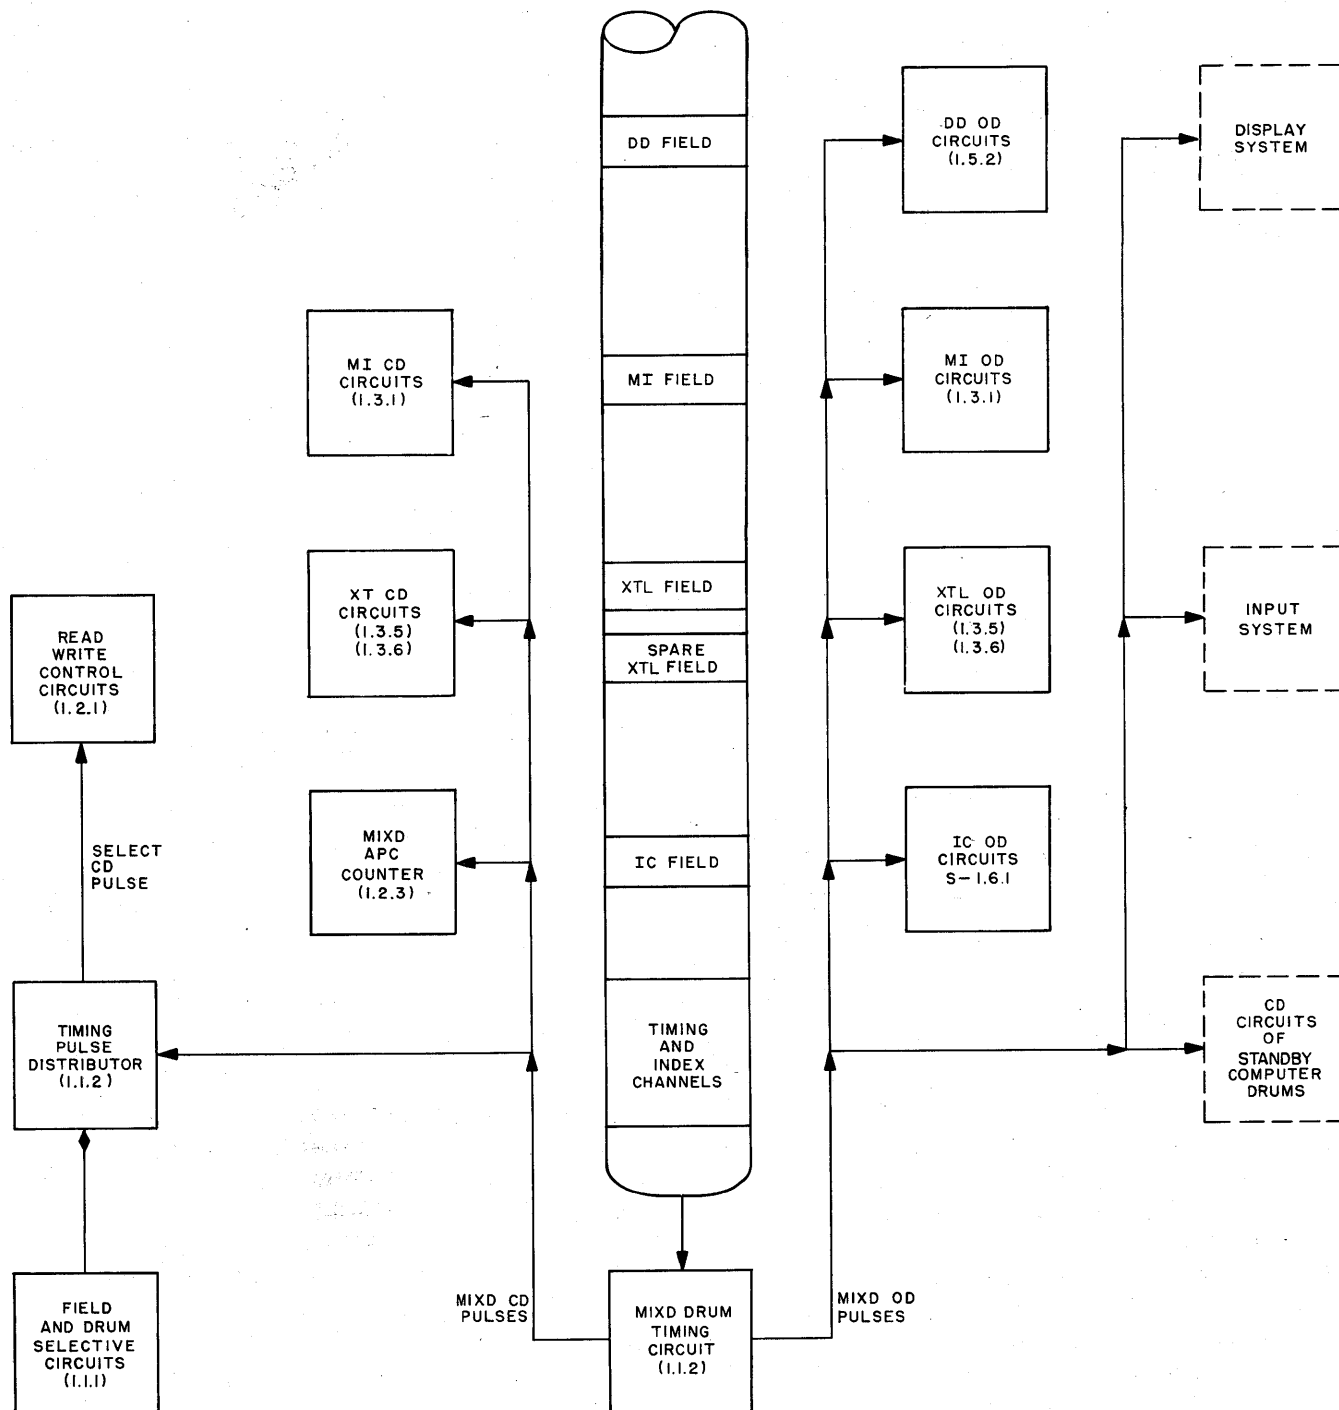 DD FIELD
DD OD
CIRCUITS
(1.5.2)
DISPLAY
SYSTEM
MI CD
CIRCUITS
(1.3.1)
MI FIELD
MI OD
CIRCUITS
(1.3.1)
READ
WRITE
CONTROL
CIRCUITS
(1.2.1)
XT CD
CIRCUITS
(1.3.5)
(1.3.6)
XTL FIELD
SPARE
XTL FIELD
XTL OD
CIRCUITS
(1.3.5)
(1.3.6)
INPUT
SYSTEM
SELECT
CD
PULSE
MIXD
APC
COUNTER
(1.2.3)
IC FIELD
IC OD
CIRCUITS
S-1.6.1
TIMING
PULSE
DISTRIBUTOR
(1.1.2)
TIMING
AND
INDEX
CHANNELS
CD
CIRCUITS
OF
STANDBY
COMPUTER
DRUMS
FIELD
AND DRUM
SELECTIVE
CIRCUITS
(1.1.1)
MIXD CD
PULSES
MIXD DRUM
TIMING
CIRCUIT
(1.1.2)
MIXD OD
PULSES